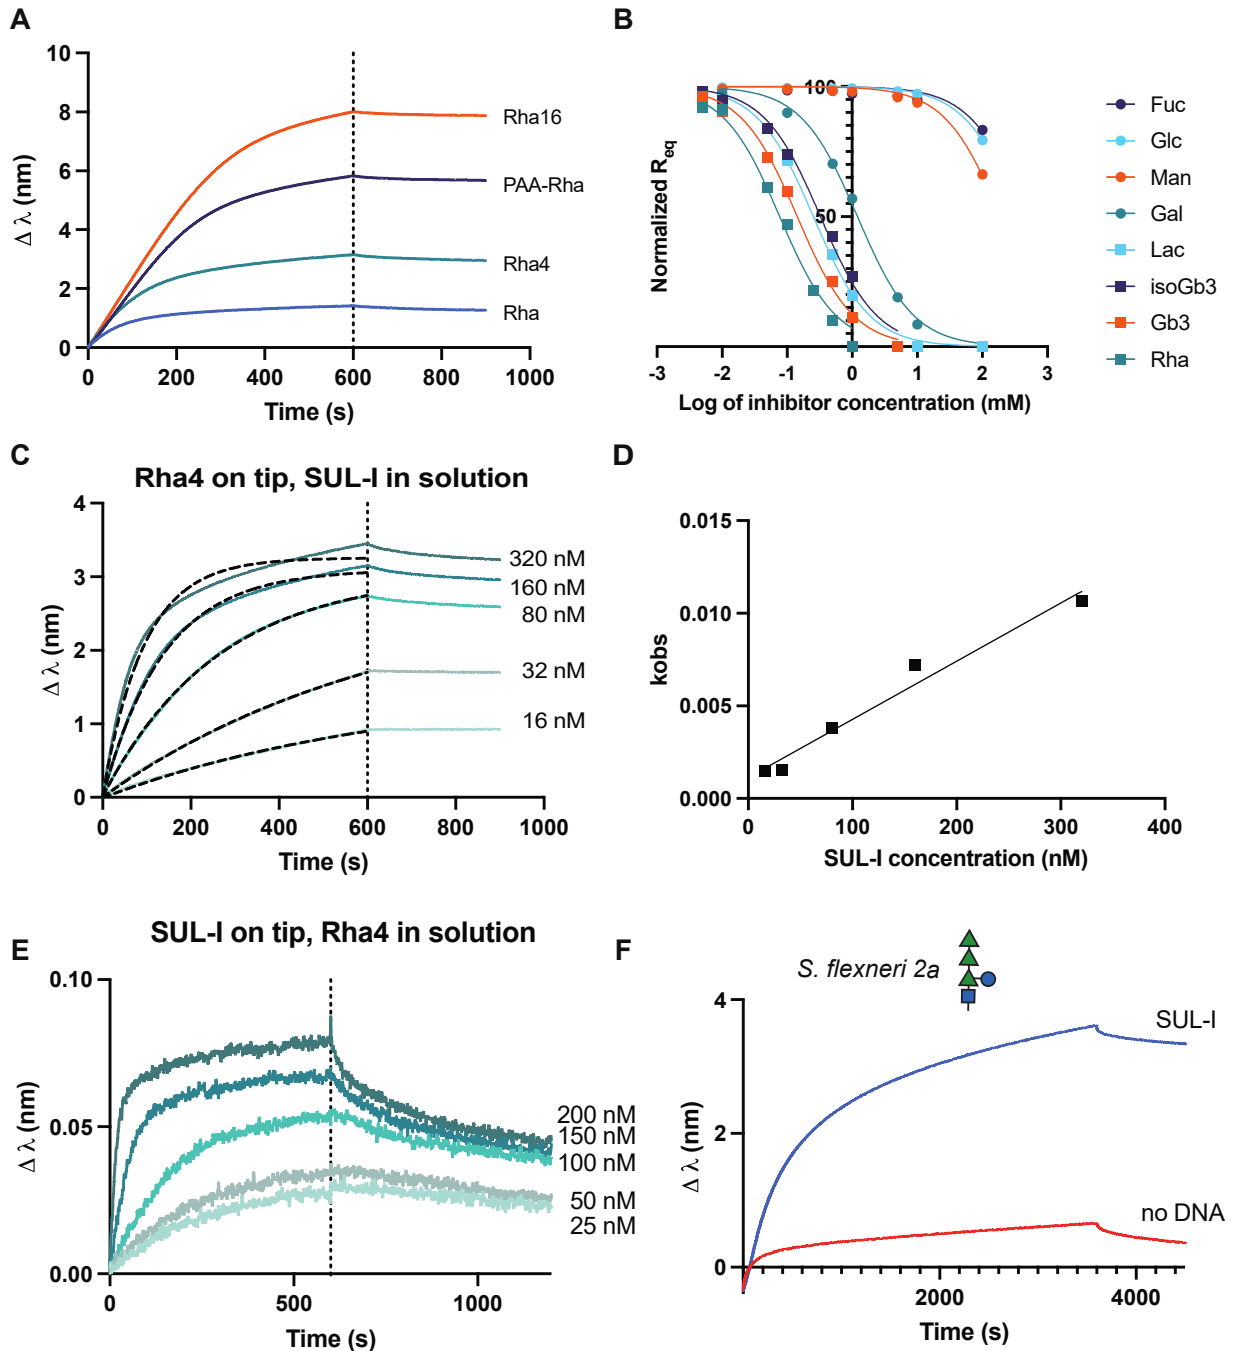 A
10
8
6
4
2
0
Δ λ (nm)
Rha16
PAA-Rha
Rha4
Rha
0 200 400 600 800 1000
Time (s)
B
100
50
Normalized Req
-3 -2 -1 0 1 2 3
Log of inhibitor concentration (mM)
Fuc
Glc
Man
Gal
Lac
isoGb3
Gb3
Rha
C
Rha4 on tip, SUL-I in solution
4
3
2
1
0
Δ λ (nm)
320 nM
160 nM
80 nM
32 nM
16 nM
0 200 400 600 800 1000
Time (s)
D
0.015
0.010
0.005
0.000
kobs
0 100 200 300 400
SUL-I concentration (nM)
E
SUL-I on tip, Rha4 in solution
0.10
0.05
0.00
Δ λ (nm)
200 nM
150 nM
100 nM
50 nM
25 nM
0 500 1000
Time (s)
F
S. flexneri 2a
4
2
0
Δ λ (nm)
SUL-I
no DNA
2000 4000
Time (s)